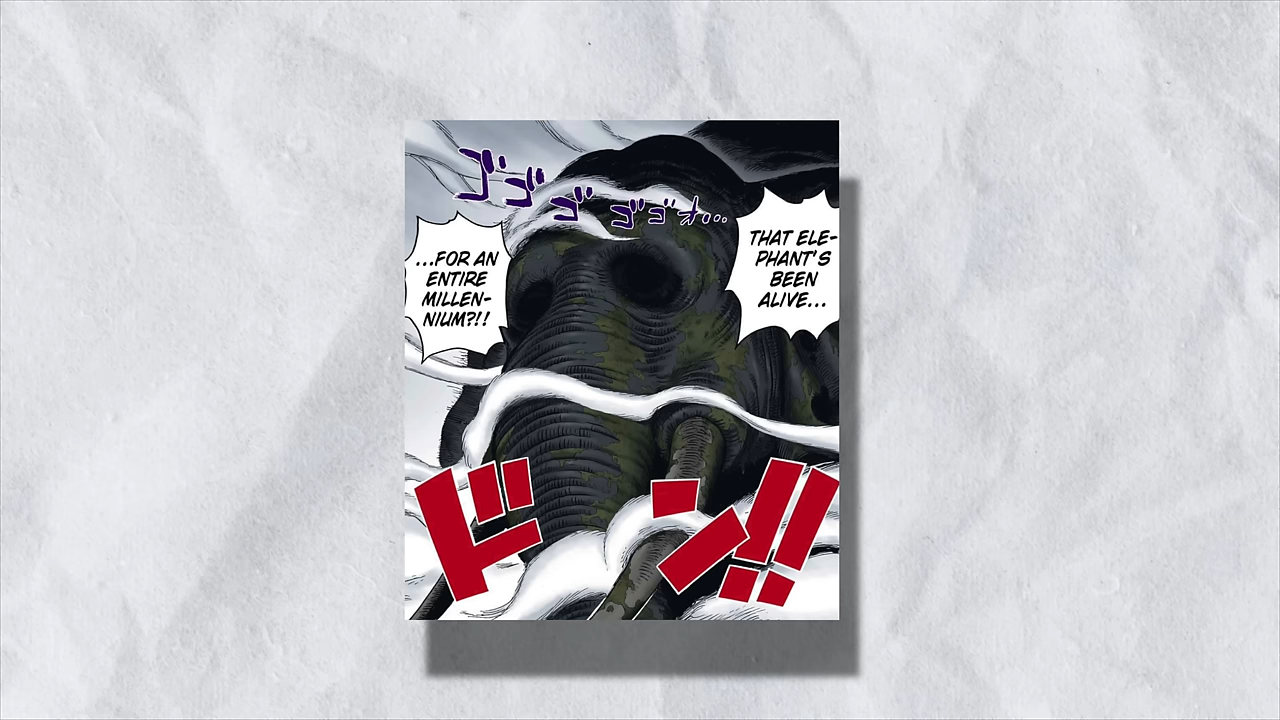 ゴゴゴゴゴォ...
THAT ELE-
PHANT'S
BEEN
ALIVE...
...FOR AN
ENTIRE
MILLEN-
NIUM?!!
ドン!!